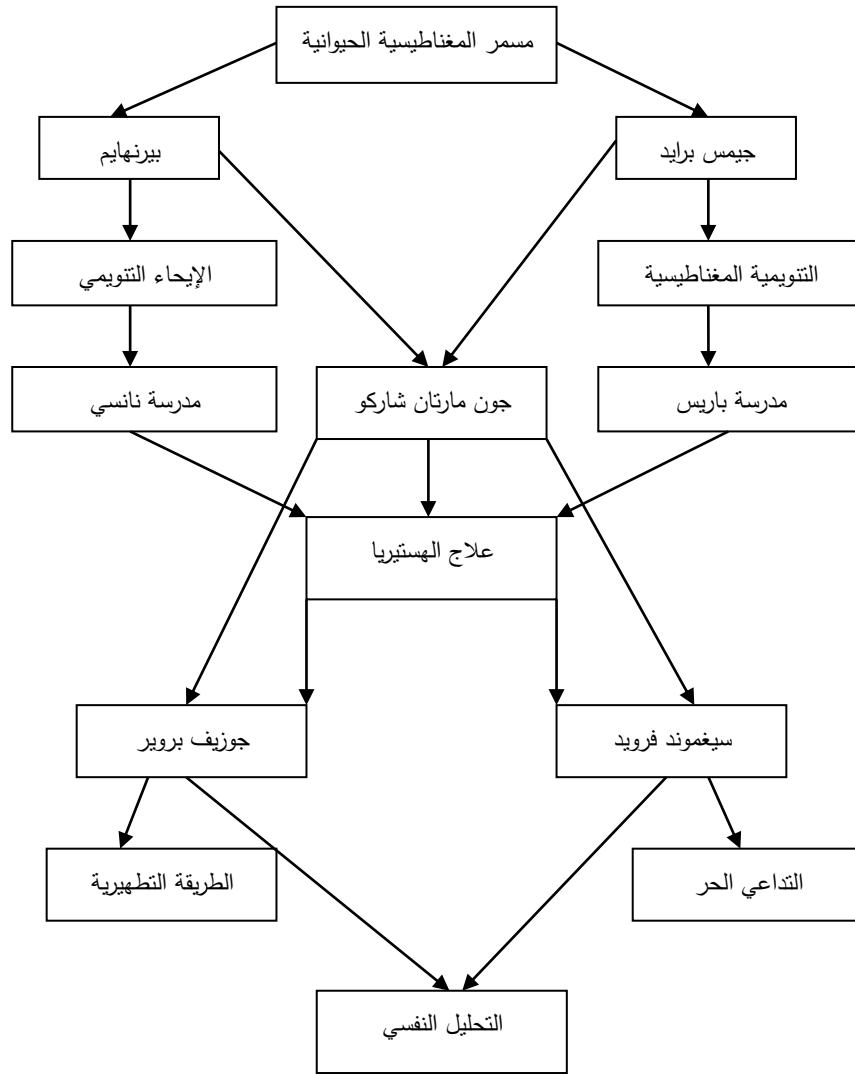 مسمر المغناطيسية الحيوانية
جيمس برايد
بيرنهايم
التنويمية المغناطيسية
الإيحاء التنويمي
مدرسة باريس
جون مارتان شاركو
مدرسة نانسي
علاج الهستيريا
سيغموند فرويد
جوزيف بروير
التداعي الحر
الطريقة التطهيرية
التحليل النفسي